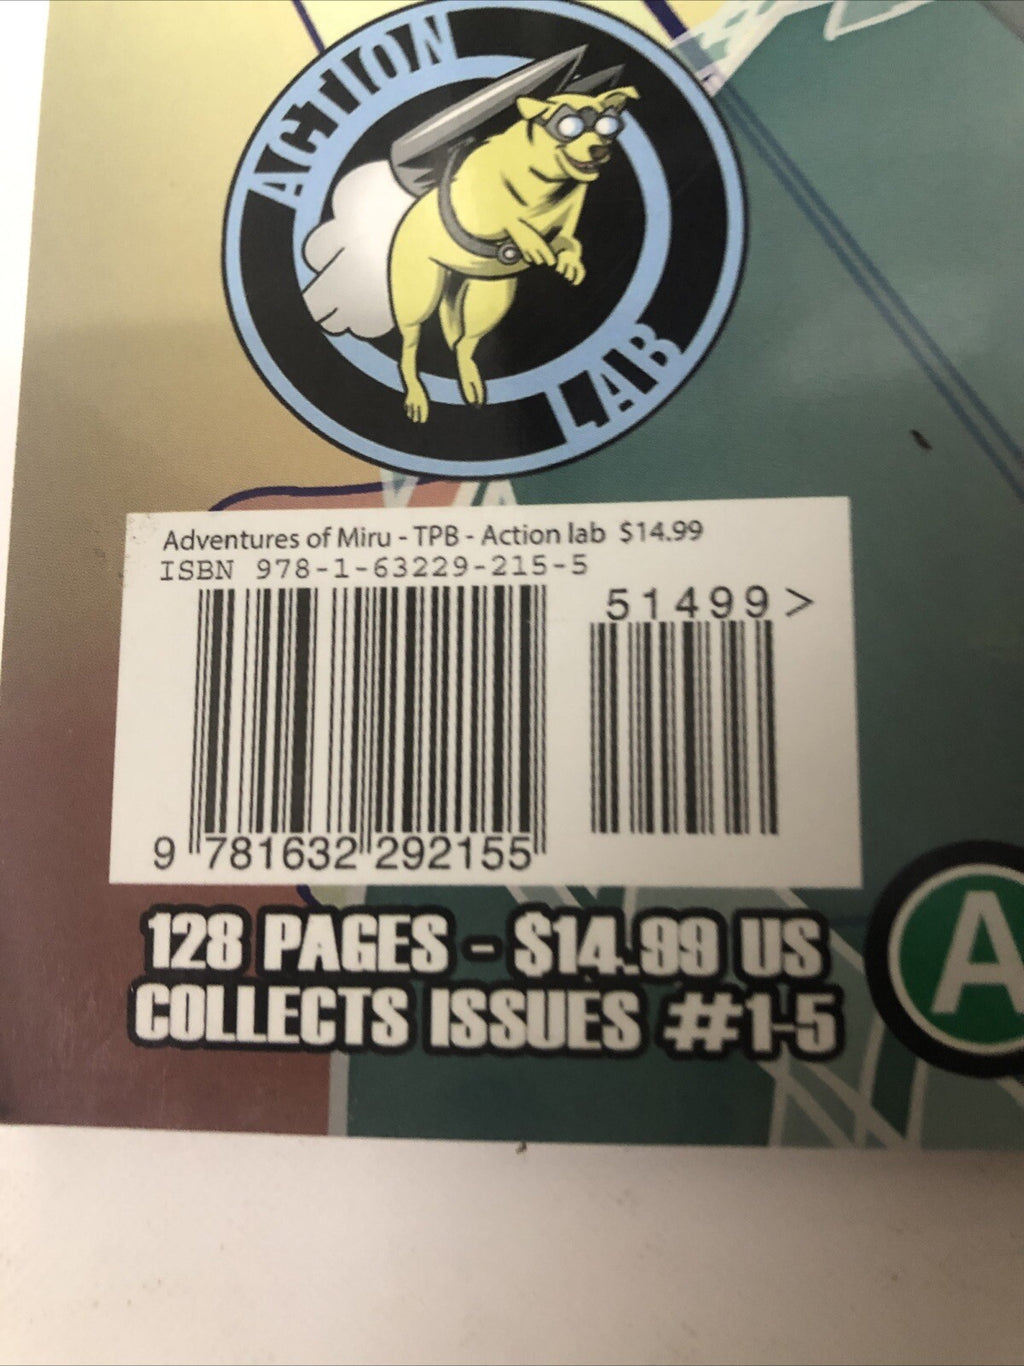 ACTION
LAB
Adventures of Miru - TPB - Action lab $14.99
ISBN 978-1-63229-215-5
51499>
9 781632 292155
128 PAGES - $14.99 US
COLLECTS ISSUES #1-5
A